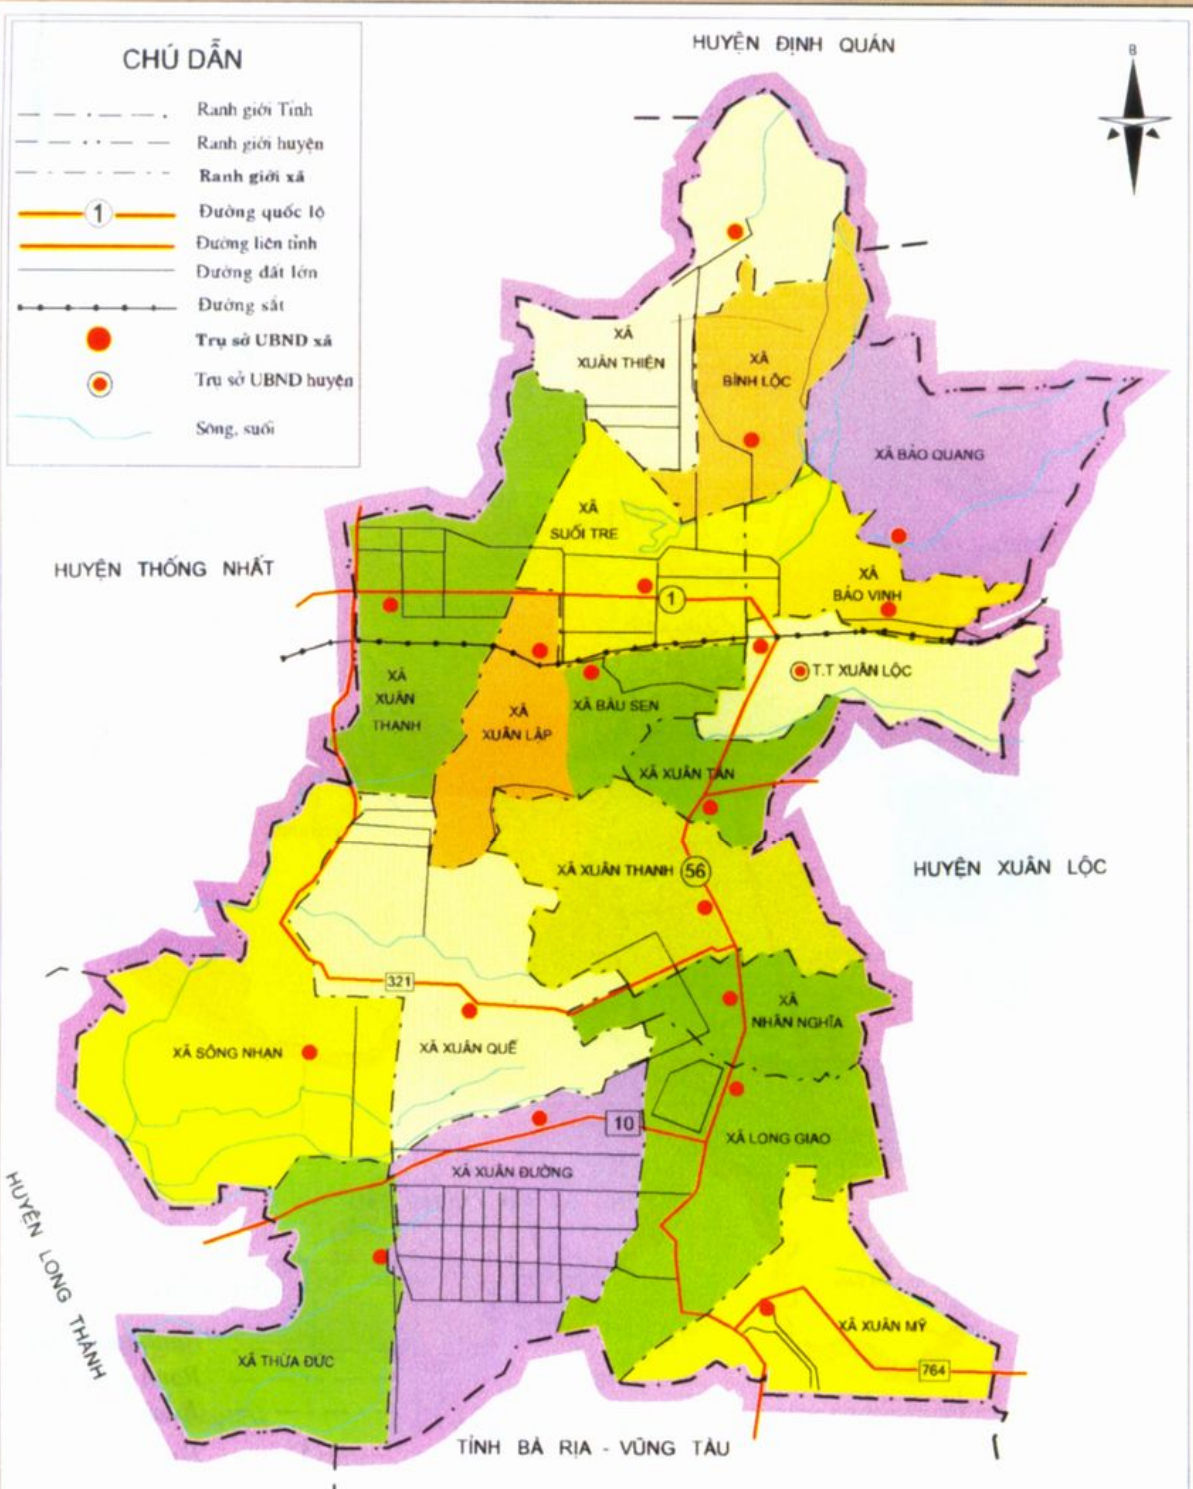 CHÚ DẪN
Ranh giới Tỉnh
Ranh giới huyện
Ranh giới xã
1
Đường quốc lộ
Đường liên tỉnh
Đường đất lớn
Đường sắt
Trụ sở UBND xã
Trụ sở UBND huyện
Sông, suối
HUYỆN ĐỊNH QUÁN
B
XÃ
XUÂN THIỆN
XÃ
BÌNH LỘC
XÃ BẢO QUANG
XÃ
SUỐI TRE
HUYỆN THỐNG NHẤT
XÃ
BẢO VINH
1
T.T XUÂN LỘC
XÃ
XUÂN
THANH
XÃ
XUÂN LẬP
XÃ BÀU SEN
XÃ XUÂN TÂN
XÃ XUÂN THANH
56
HUYỆN XUÂN LỘC
321
XÃ
NHÂN NGHĨA
XÃ SÔNG NHẠN
XÃ XUÂN QUẾ
10
XÃ LONG GIAO
XÃ XUÂN ĐƯỜNG
HUYỆN LONG THÀNH
XÃ XUÂN MỸ
XÃ THỪA ĐỨC
764
TỈNH BÀ RỊA - VŨNG TÀU